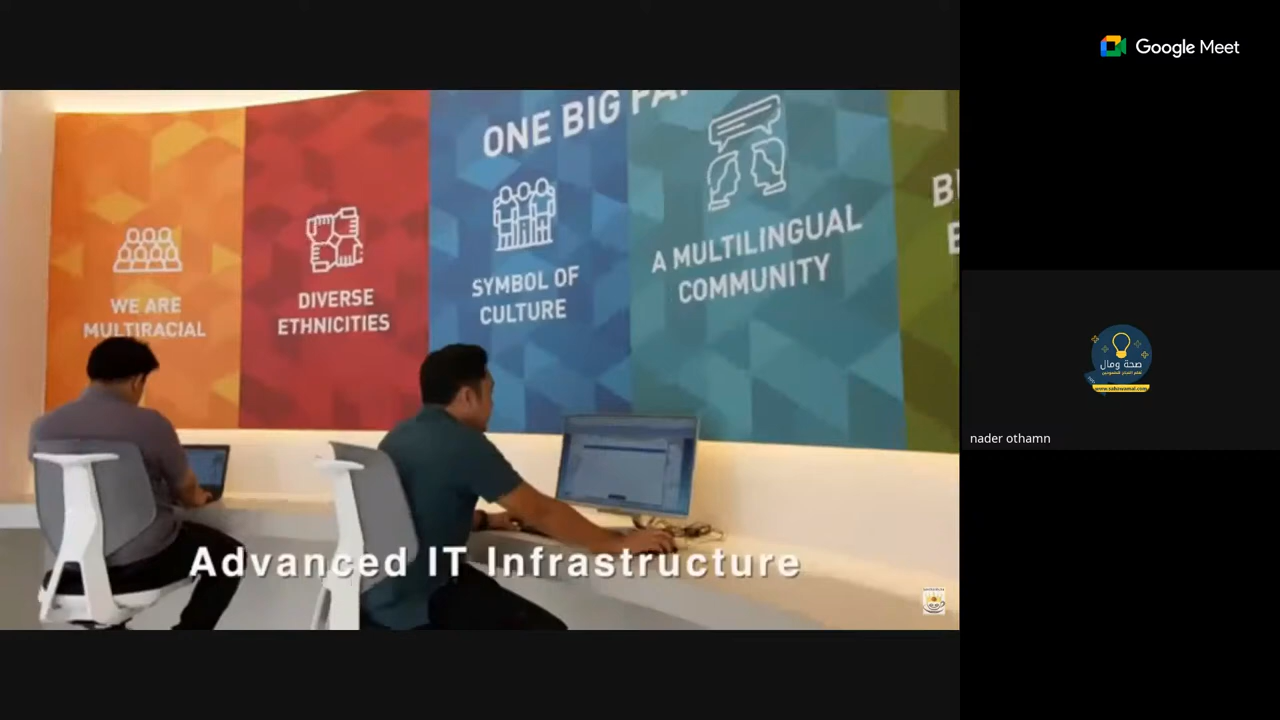 Google Meet
ONE BIG
WE ARE
MULTIRACIAL
DIVERSE
ETHNICITIES
SYMBOL OF
CULTURE
A MULTILINGUAL
COMMUNITY
Advanced IT Infrastructure
صحة ومال
nader othamn